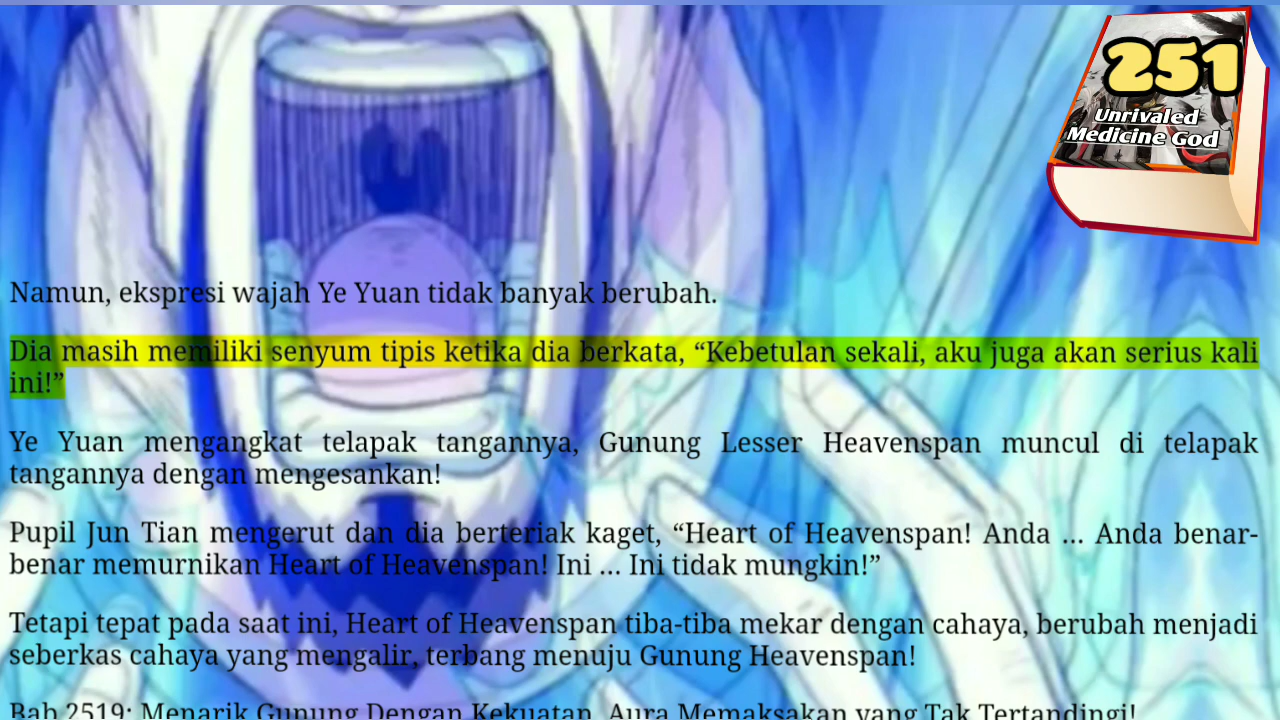 251
Unrivaled
Medicine God
Namun, ekspresi wajah Ye Yuan tidak banyak berubah.
Dia masih memiliki senyum tipis ketika dia berkata, “Kebetulan sekali, aku juga akan serius kali
ini!”
Ye Yuan mengangkat telapak tangannya, Gunung Lesser Heavenspan muncul di telapak
tangannya dengan mengesankan!
Pupil Jun Tian mengerut dan dia berteriak kaget, “Heart of Heavenspan! Anda ... Anda benar-
benar memurnikan Heart of Heavenspan! Ini ... Ini tidak mungkin!”
Tetapi tepat pada saat ini, Heart of Heavenspan tiba-tiba mekar dengan cahaya, berubah menjadi
seberkas cahaya yang mengalir, terbang menuju Gunung Heavenspan!
Bab 2519: Menarik Gunung Dengan Kekuatan, Aura Memaksakan yang Tak Tertandingi!